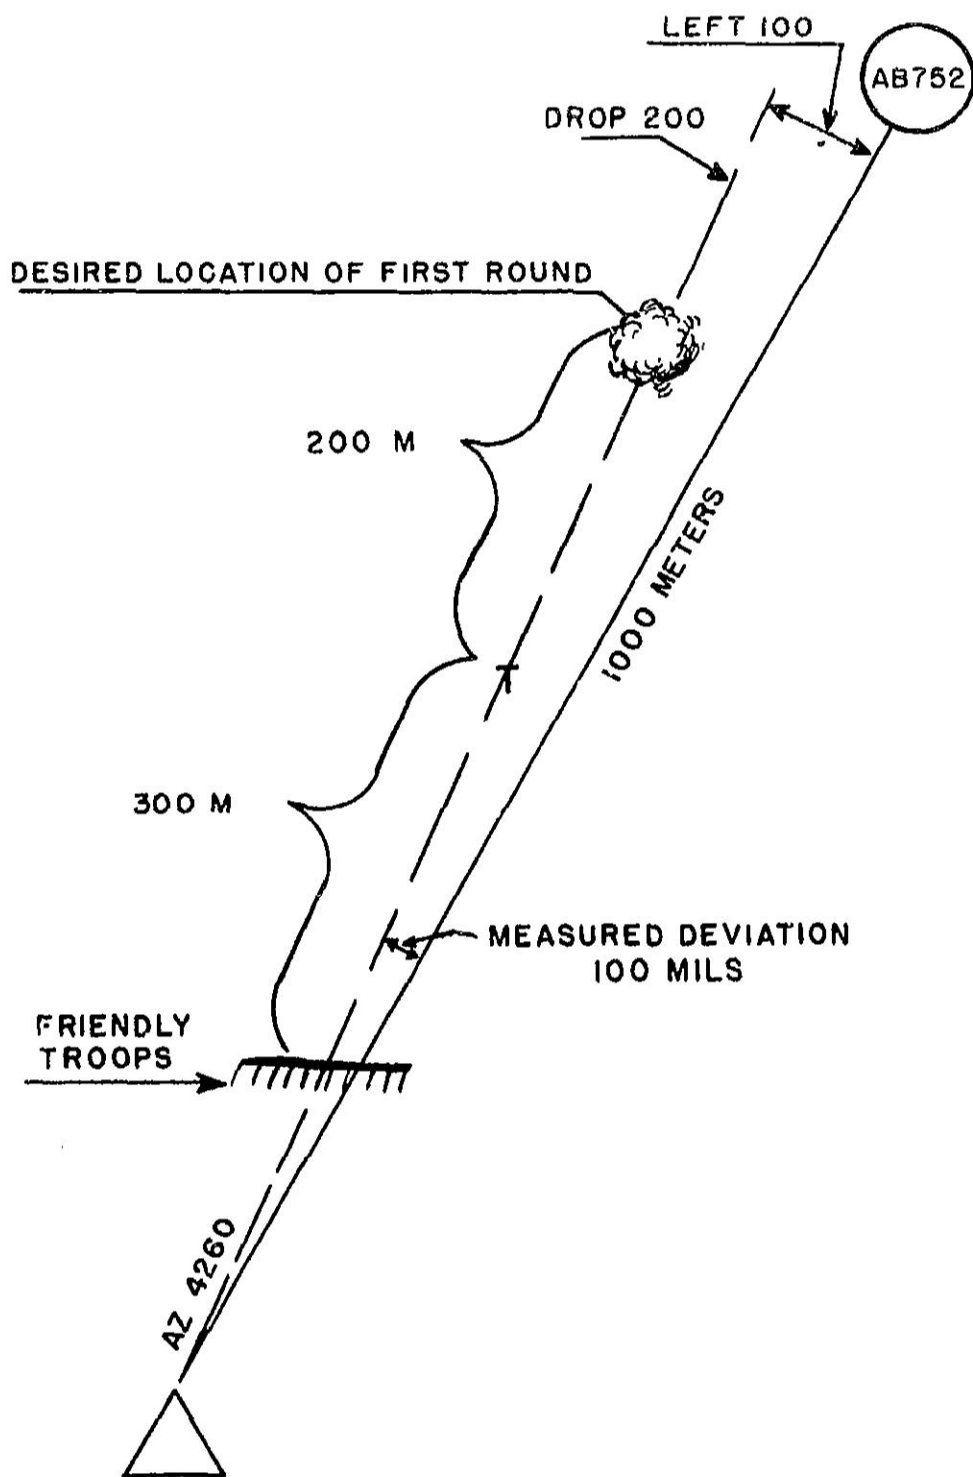 LEFT 100
AB752
DROP 200
DESIRED LOCATION OF FIRST ROUND
200 M
1000 METERS
300 M
MEASURED DEVIATION
100 MILS
FRIENDLY
TROOPS
AZ 4260